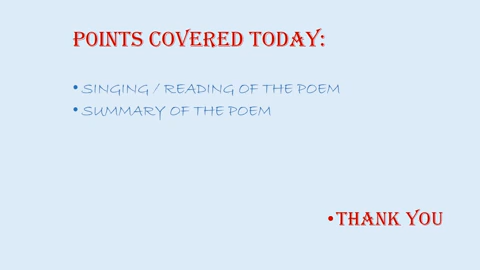 POINTS COVERED TODAY:
• SINGING / READING OF THE POEM
• SUMMARY OF THE POEM
• THANK YOU